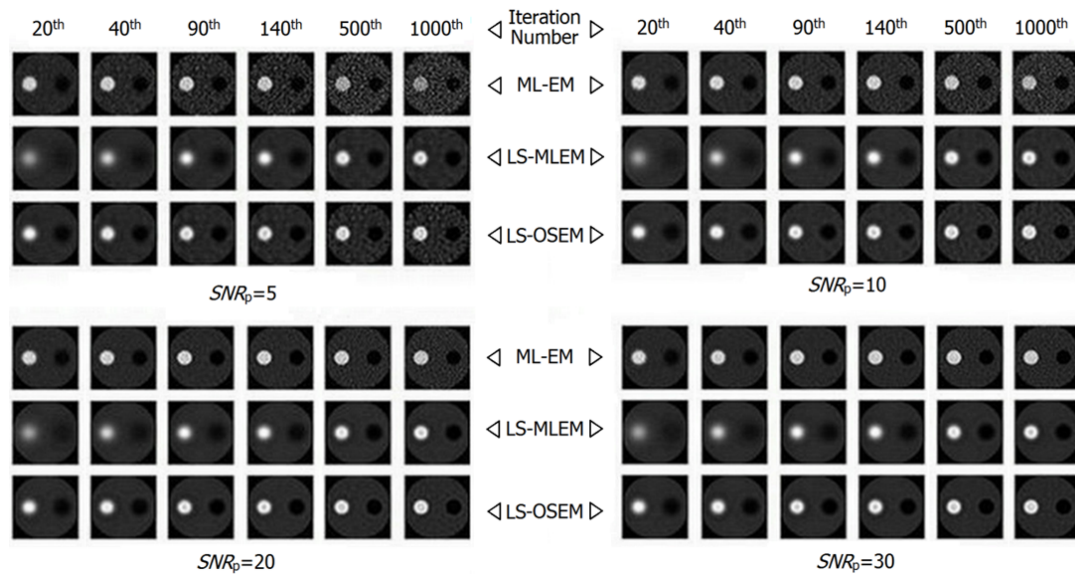 20th 40th 90th 140th 500th 1000th
◁ Iteration Number ▷
20th 40th 90th 140th 500th 1000th
◁ ML-EM ▷
◁ LS-MLEM ▷
◁ LS-OSEM ▷
SNRp=5
SNRp=10
◁ ML-EM ▷
◁ LS-MLEM ▷
◁ LS-OSEM ▷
SNRp=20
SNRp=30